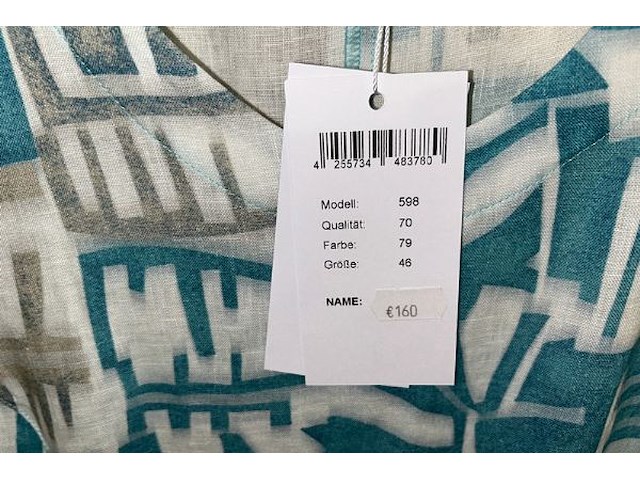 4 255734 483780
Modell: 598
Qualität: 70
Farbe: 79
Größe: 46
NAME: €160